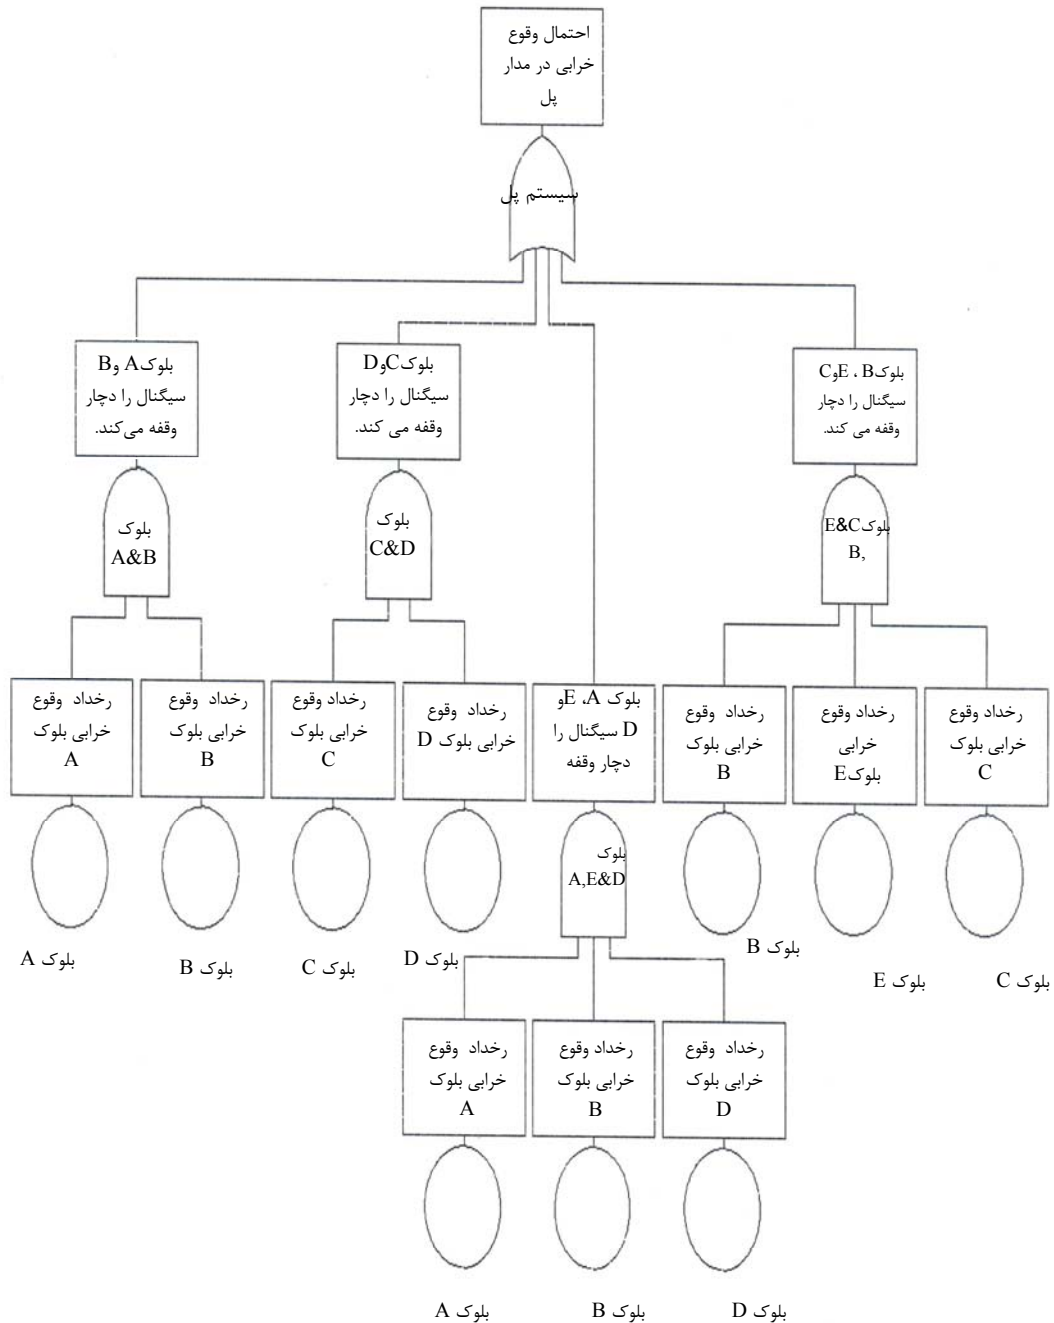 احتمال وقوع
خرابی در مدار
پل
سیستم پل
بلوکA وB
سیگنال را دچار
وقفه می‌کند.
بلوکCوD
سیگنال را دچار
وقفه می کند.
بلوکE ، B وC
سیگنال را دچار
وقفه می کند.
بلوک
A&B
بلوک
C&D
بلوکE&C
B,
رخداد وقوع
خرابی بلوک
A
رخداد وقوع
خرابی بلوک
B
رخداد وقوع
خرابی بلوک
C
رخداد وقوع
خرابی بلوک D
بلوک E ،A و
D سیگنال را
دچار وقفه
رخداد وقوع
خرابی بلوک
B
رخداد وقوع
خرابی
بلوکE
رخداد وقوع
خرابی بلوک
C
بلوک
A,E&D
بلوک A
بلوک B
بلوک C
بلوک D
بلوک B
بلوک E
بلوک C
رخداد وقوع
خرابی بلوک
A
رخداد وقوع
خرابی بلوک
B
رخداد وقوع
خرابی بلوک
D
بلوک A
بلوک B
بلوک D